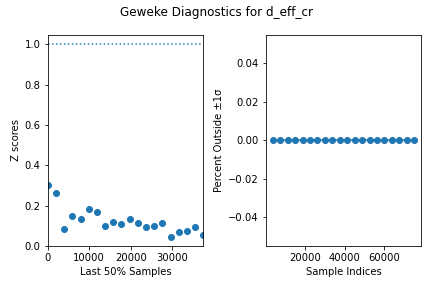 Geweke Diagnostics for d_eff_cr
1.0
0.8
0.6
0.4
0.2
0.0
Z scores
0 10000 20000 30000
Last 50% Samples
0.04
0.02
0.00
−0.02
−0.04
Percent Outside ±1σ
20000 40000 60000
Sample Indices